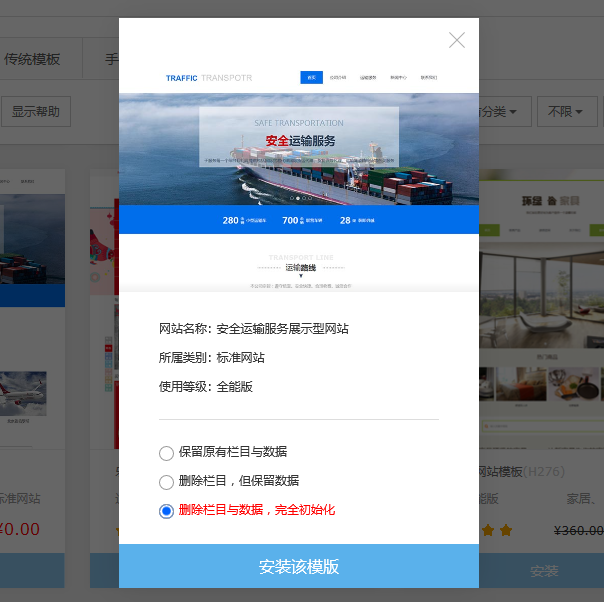 传统模板
手
显示帮助
分类
不限
TRAFFIC TRANSPOTR
首页
SAFE TRANSPORTATION
安全运输服务
280
700
28
TRANSPORT LINE
运输路线
网站名称：安全运输服务展示型网站
所属类别：标准网站
使用等级：全能版
保留原有栏目与数据
删除栏目，但保留数据
删除栏目与数据，完全初始化
安装该模版
热门商品
网站模板(H276)
标准网站
能版
家居、
¥0.00
¥360.00
安装